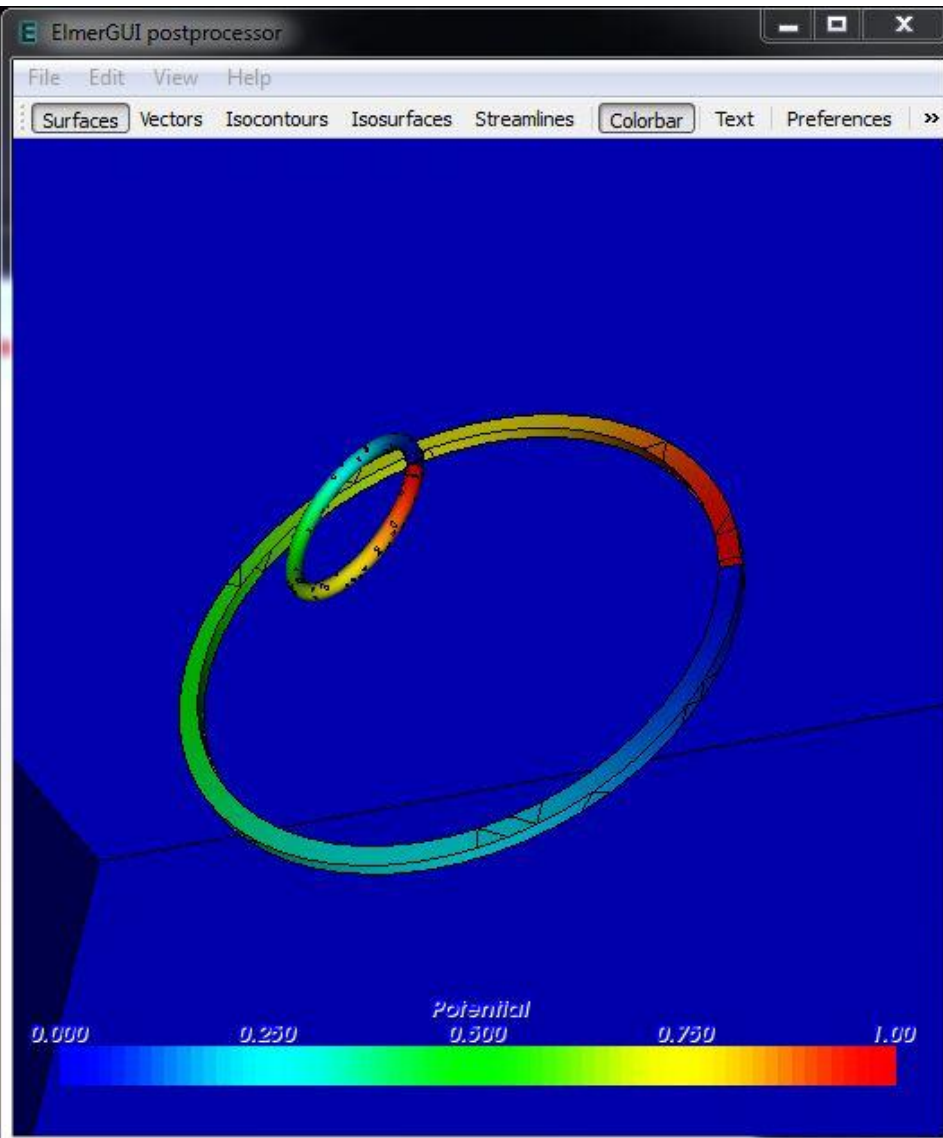 ElmerGUI postprocessor
File Edit View Help
Surfaces Vectors Isocontours Isosurfaces Streamlines Colorbar Text Preferences »
Potential
0.000 0.250 0.500 0.750 1.00